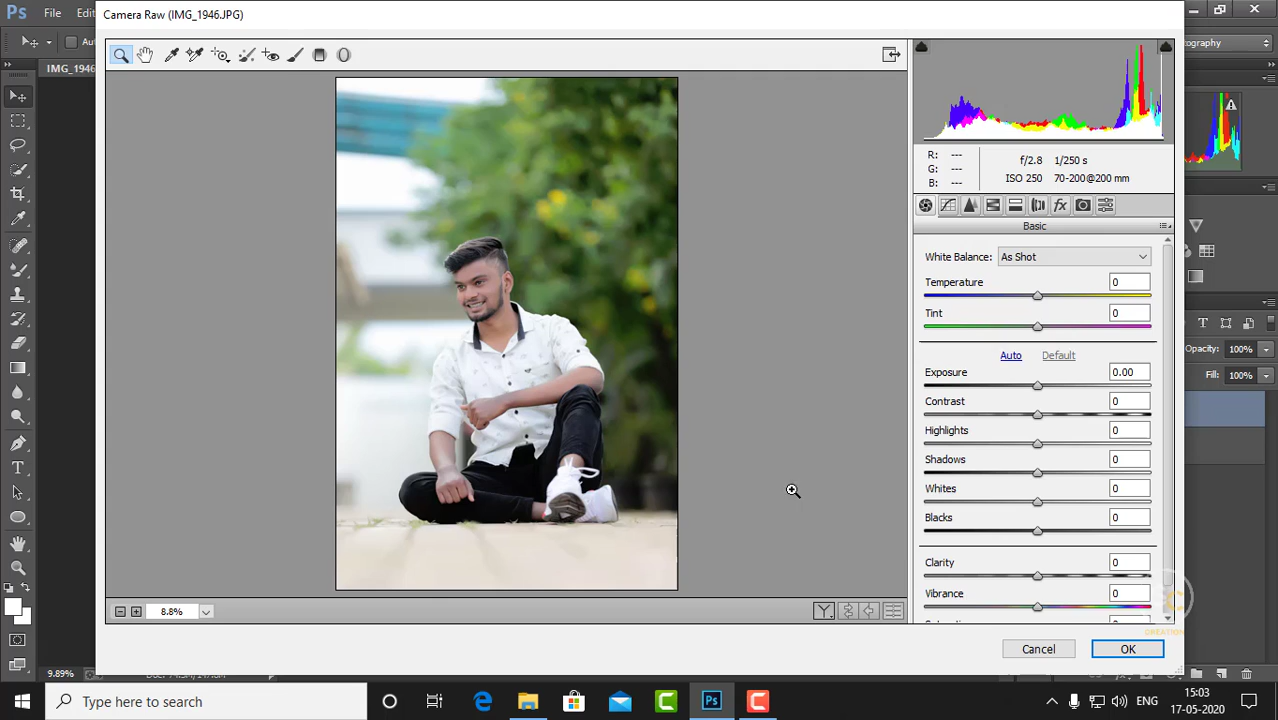 Ps File Edit
Camera Raw (IMG_1946.JPG)
IMG_1946
R: ---
G: ---
B: ---
f/2.8 1/250 s
ISO 250 70-200@200 mm
Basic
White Balance: As Shot
Temperature 0
Tint 0
Auto Default
Exposure 0.00
Contrast 0
Highlights 0
Shadows 0
Whites 0
Blacks 0
Clarity 0
Vibrance 0
8.8%
Cancel OK
Opacity: 100%
Fill: 100%
CREATION
9.89%
Type here to search
ENG
15:03
17-05-2020